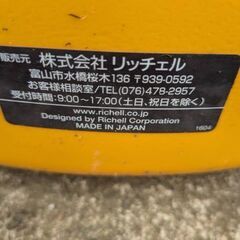 販売元 株式会社 リッチェル
富山市水橋桜木136 〒939-0592
お客様相談室/TEL(076)478-2957
受付時間:9:00~17:00(土日、祝日を除く)
www.richell.co.jp
Designed by Richell Corporation
MADE IN JAPAN
1604